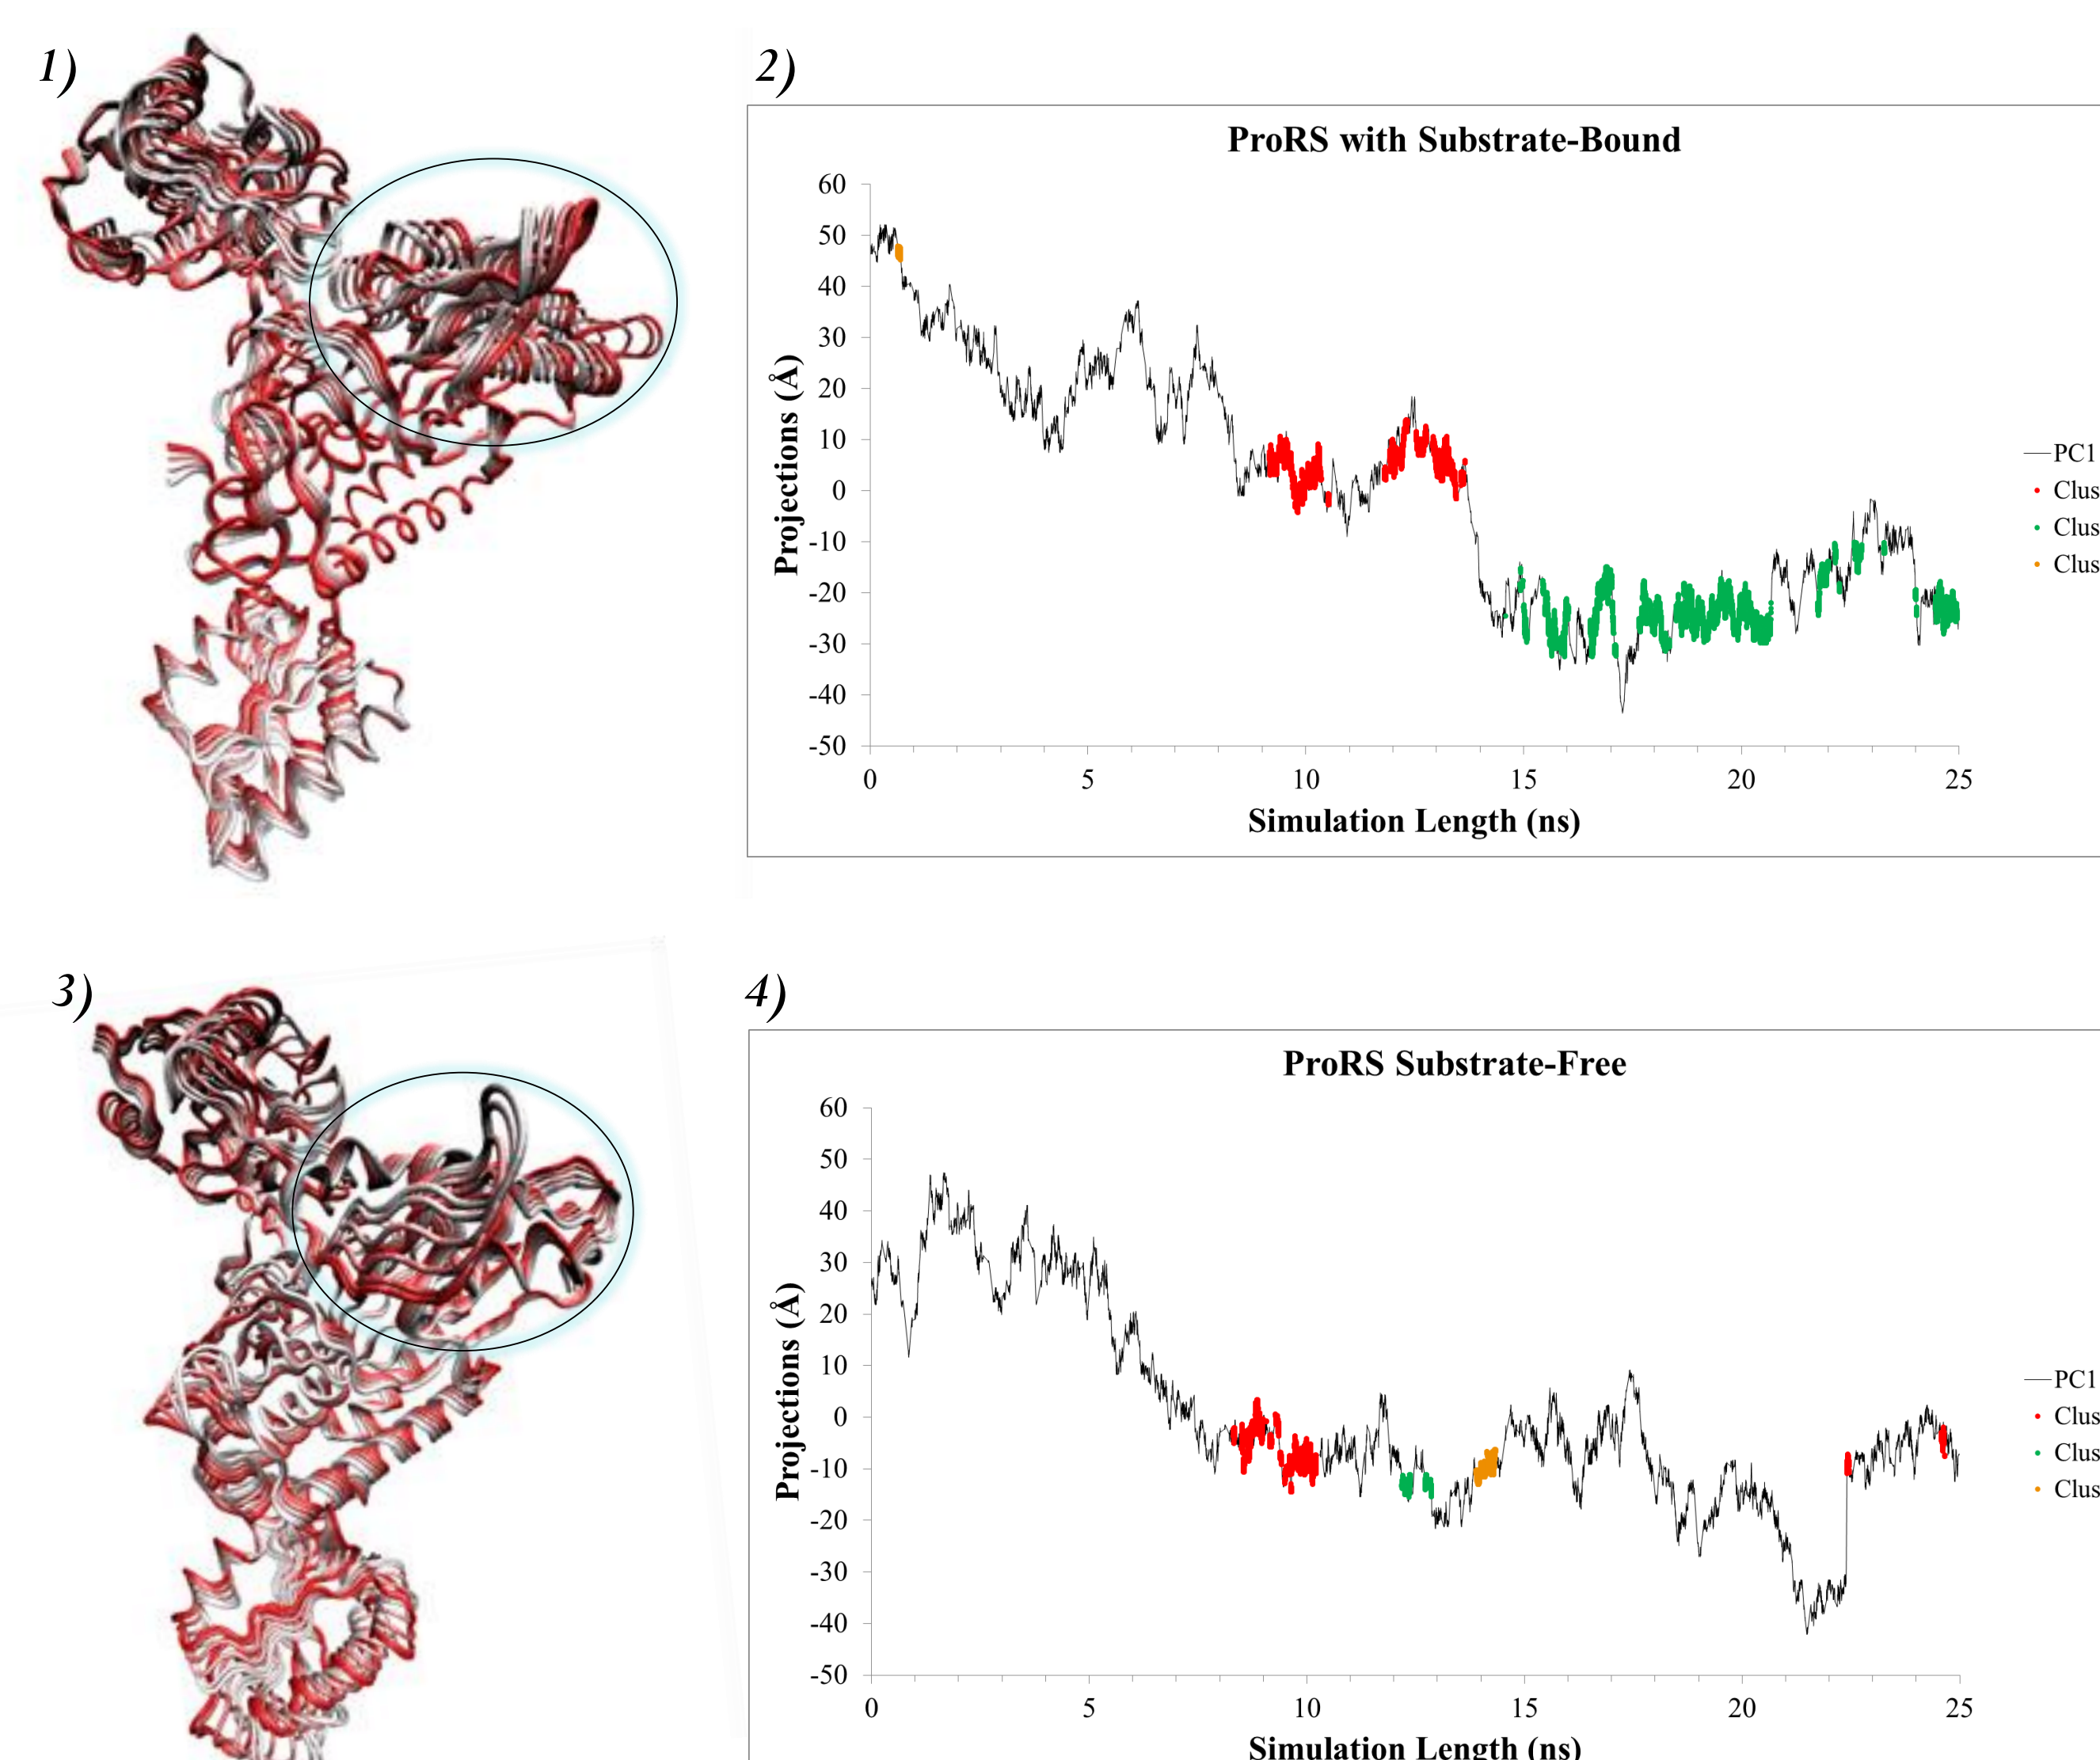 1)
2)
ProRS with Substrate-Bound
60
50
40
30
20
10
0
-10
-20
-30
-40
-50
Projections (Å)
0 5 10 15 20 25
Simulation Length (ns)
PC1
Clus
Clus
Clus
3)
4)
ProRS Substrate-Free
60
50
40
30
20
10
0
-10
-20
-30
-40
-50
Projections (Å)
0 5 10 15 20 25
Simulation Length (ns)
PC1
Clus
Clus
Clus